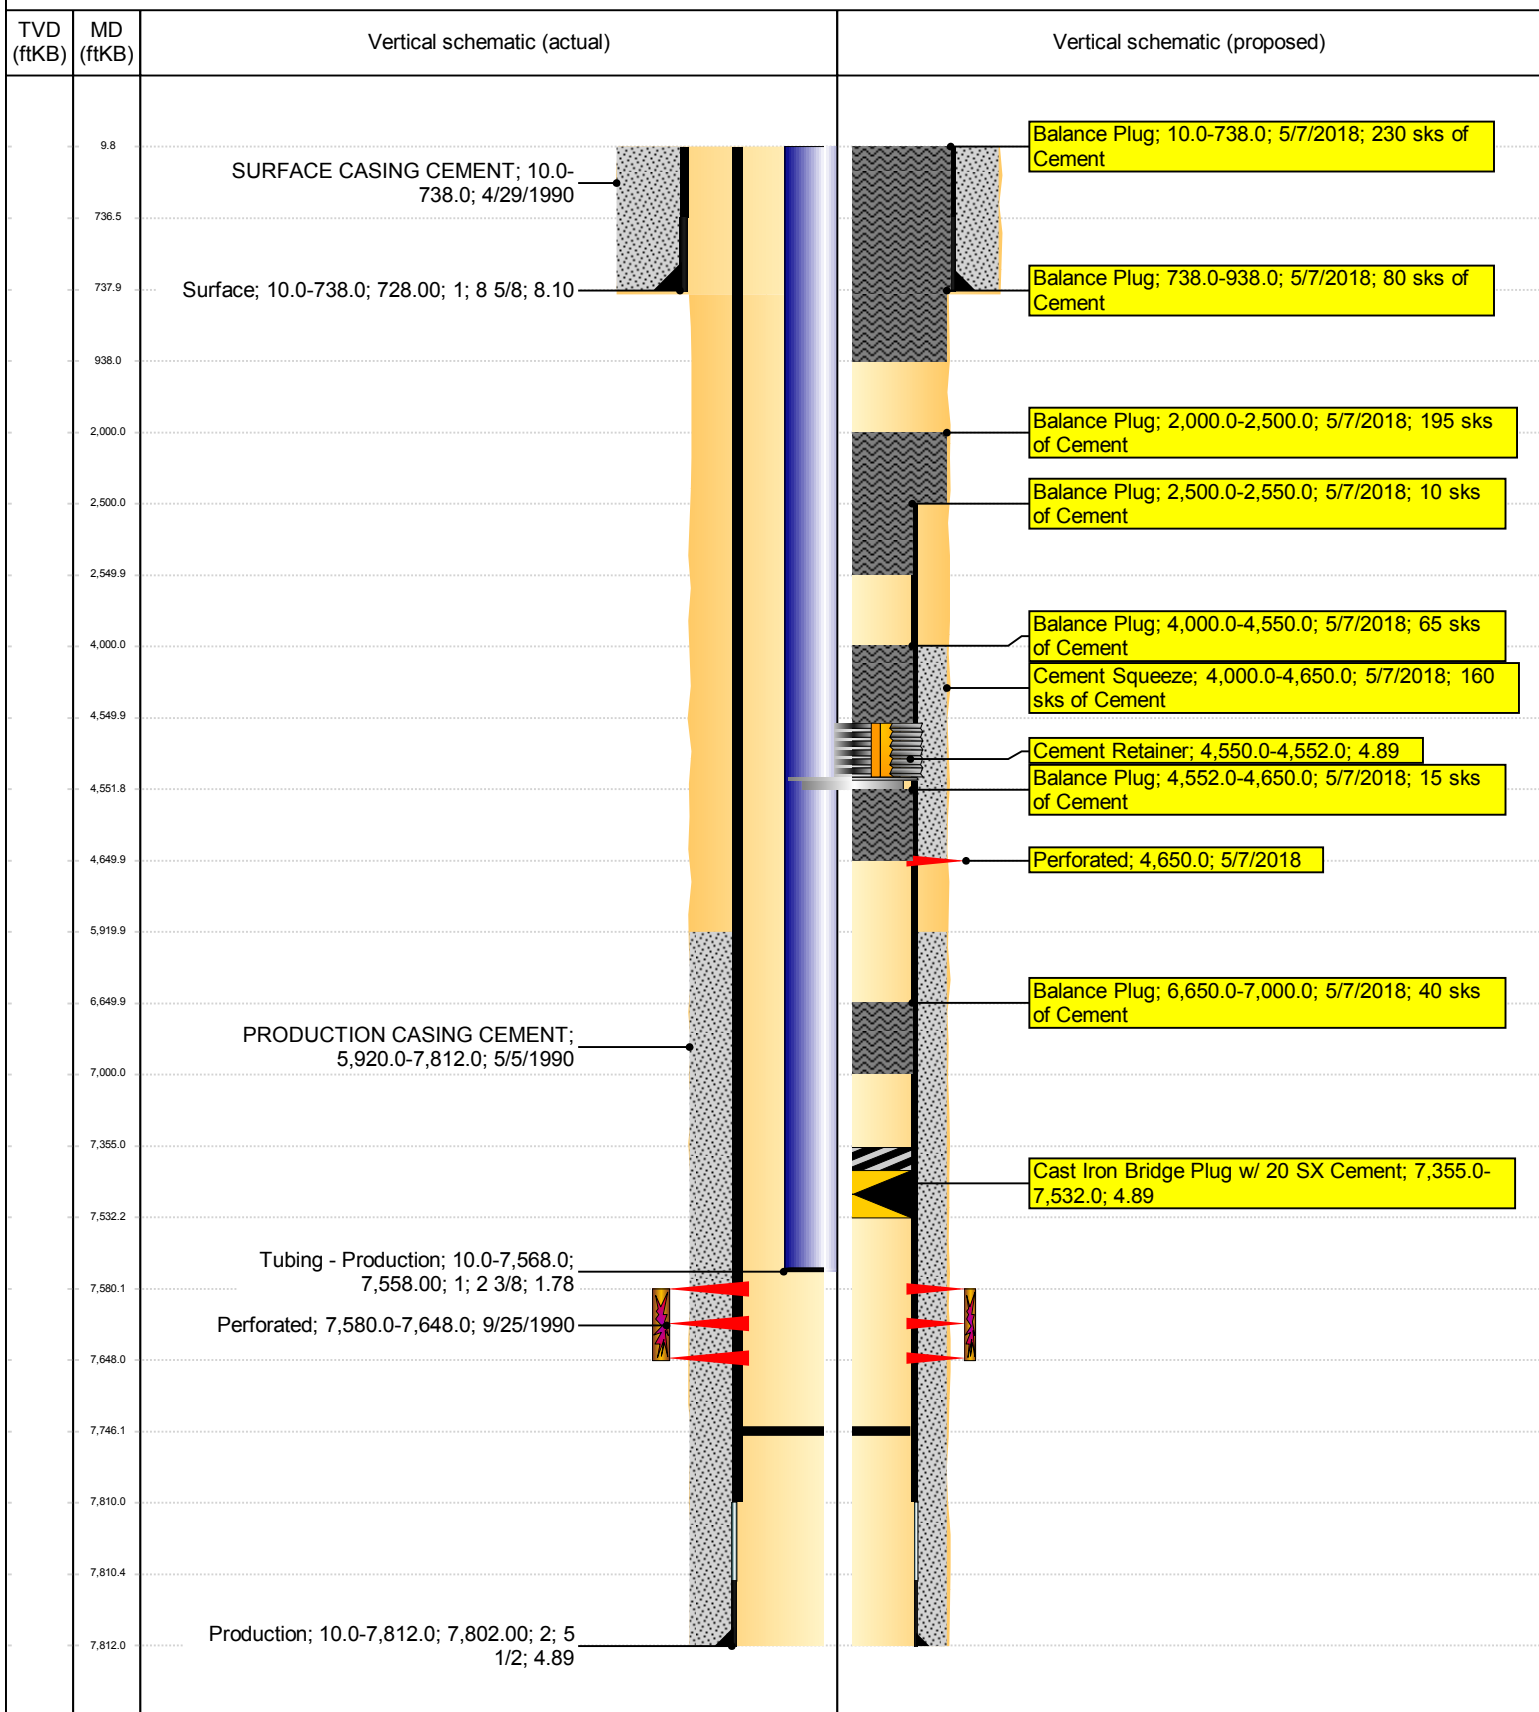 TVD
(ftKB)
MD
(ftKB)
Vertical schematic (actual)
Vertical schematic (proposed)
9.8
736.5
737.9
938.0
2,000.0
2,500.0
2,549.9
4,000.0
4,549.9
4,551.8
4,649.9
5,919.9
6,649.9
7,000.0
7,355.0
7,532.2
7,580.1
7,648.0
7,746.1
7,810.0
7,810.4
7,812.0
SURFACE CASING CEMENT; 10.0-
738.0; 4/29/1990
Surface; 10.0-738.0; 728.00; 1; 8 5/8; 8.10
PRODUCTION CASING CEMENT;
5,920.0-7,812.0; 5/5/1990
Tubing - Production; 10.0-7,568.0;
7,558.00; 1; 2 3/8; 1.78
Perforated; 7,580.0-7,648.0; 9/25/1990
Production; 10.0-7,812.0; 7,802.00; 2; 5
1/2; 4.89
Balance Plug; 10.0-738.0; 5/7/2018; 230 sks of
Cement
Balance Plug; 738.0-938.0; 5/7/2018; 80 sks of
Cement
Balance Plug; 2,000.0-2,500.0; 5/7/2018; 195 sks
of Cement
Balance Plug; 2,500.0-2,550.0; 5/7/2018; 10 sks
of Cement
Balance Plug; 4,000.0-4,550.0; 5/7/2018; 65 sks
of Cement
Cement Squeeze; 4,000.0-4,650.0; 5/7/2018; 160
sks of Cement
Cement Retainer; 4,550.0-4,552.0; 4.89
Balance Plug; 4,552.0-4,650.0; 5/7/2018; 15 sks
of Cement
Perforated; 4,650.0; 5/7/2018
Balance Plug; 6,650.0-7,000.0; 5/7/2018; 40 sks
of Cement
Cast Iron Bridge Plug w/ 20 SX Cement; 7,355.0-
7,532.0; 4.89